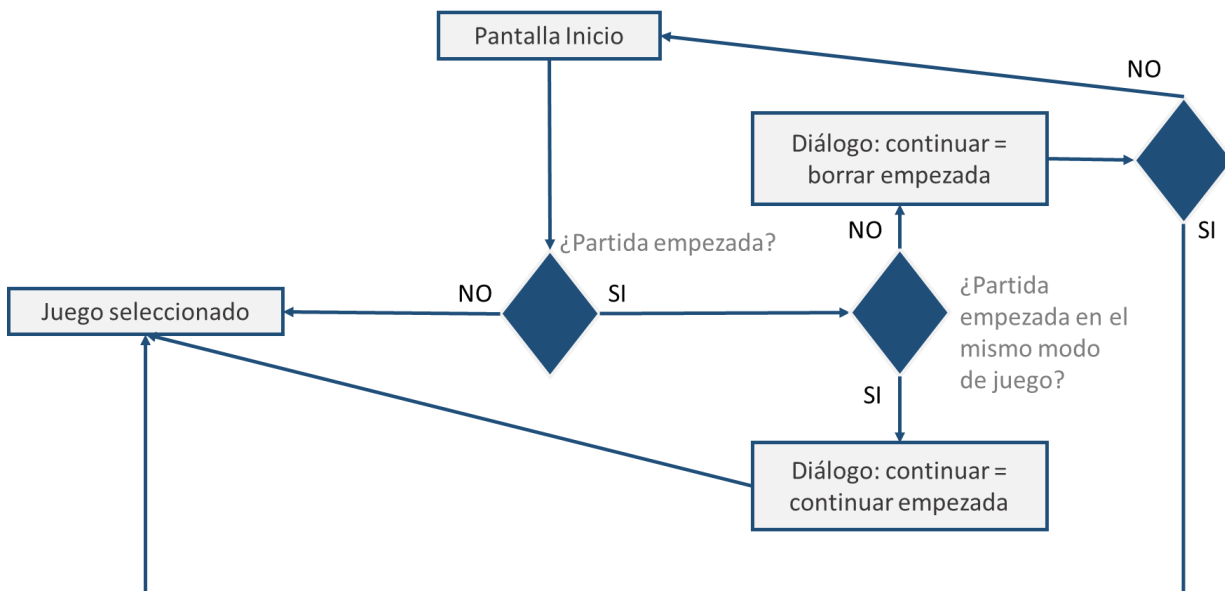 Pantalla Inicio
NO
Diálogo: continuar =
borrar empezada
¿Partida empezada?
NO
SI
NO
SI
Juego seleccionado
¿Partida
empezada en el
mismo modo
de juego?
SI
Diálogo: continuar =
continuar empezada